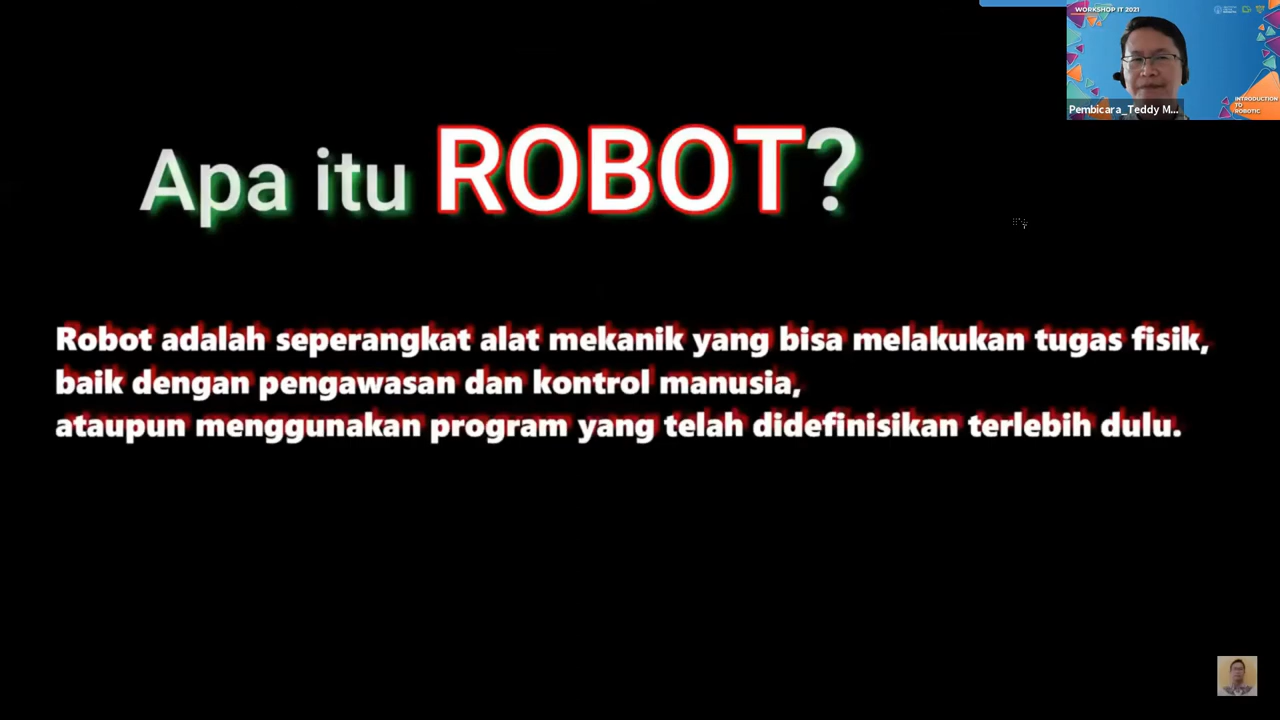 WORKSHOP IT 2021
Pembicara_Teddy M...
INTRODUCTION
TO
ROBOTIC
Apa itu ROBOT?
Robot adalah seperangkat alat mekanik yang bisa melakukan tugas fisik,
baik dengan pengawasan dan kontrol manusia,
ataupun menggunakan program yang telah didefinisikan terlebih dulu.